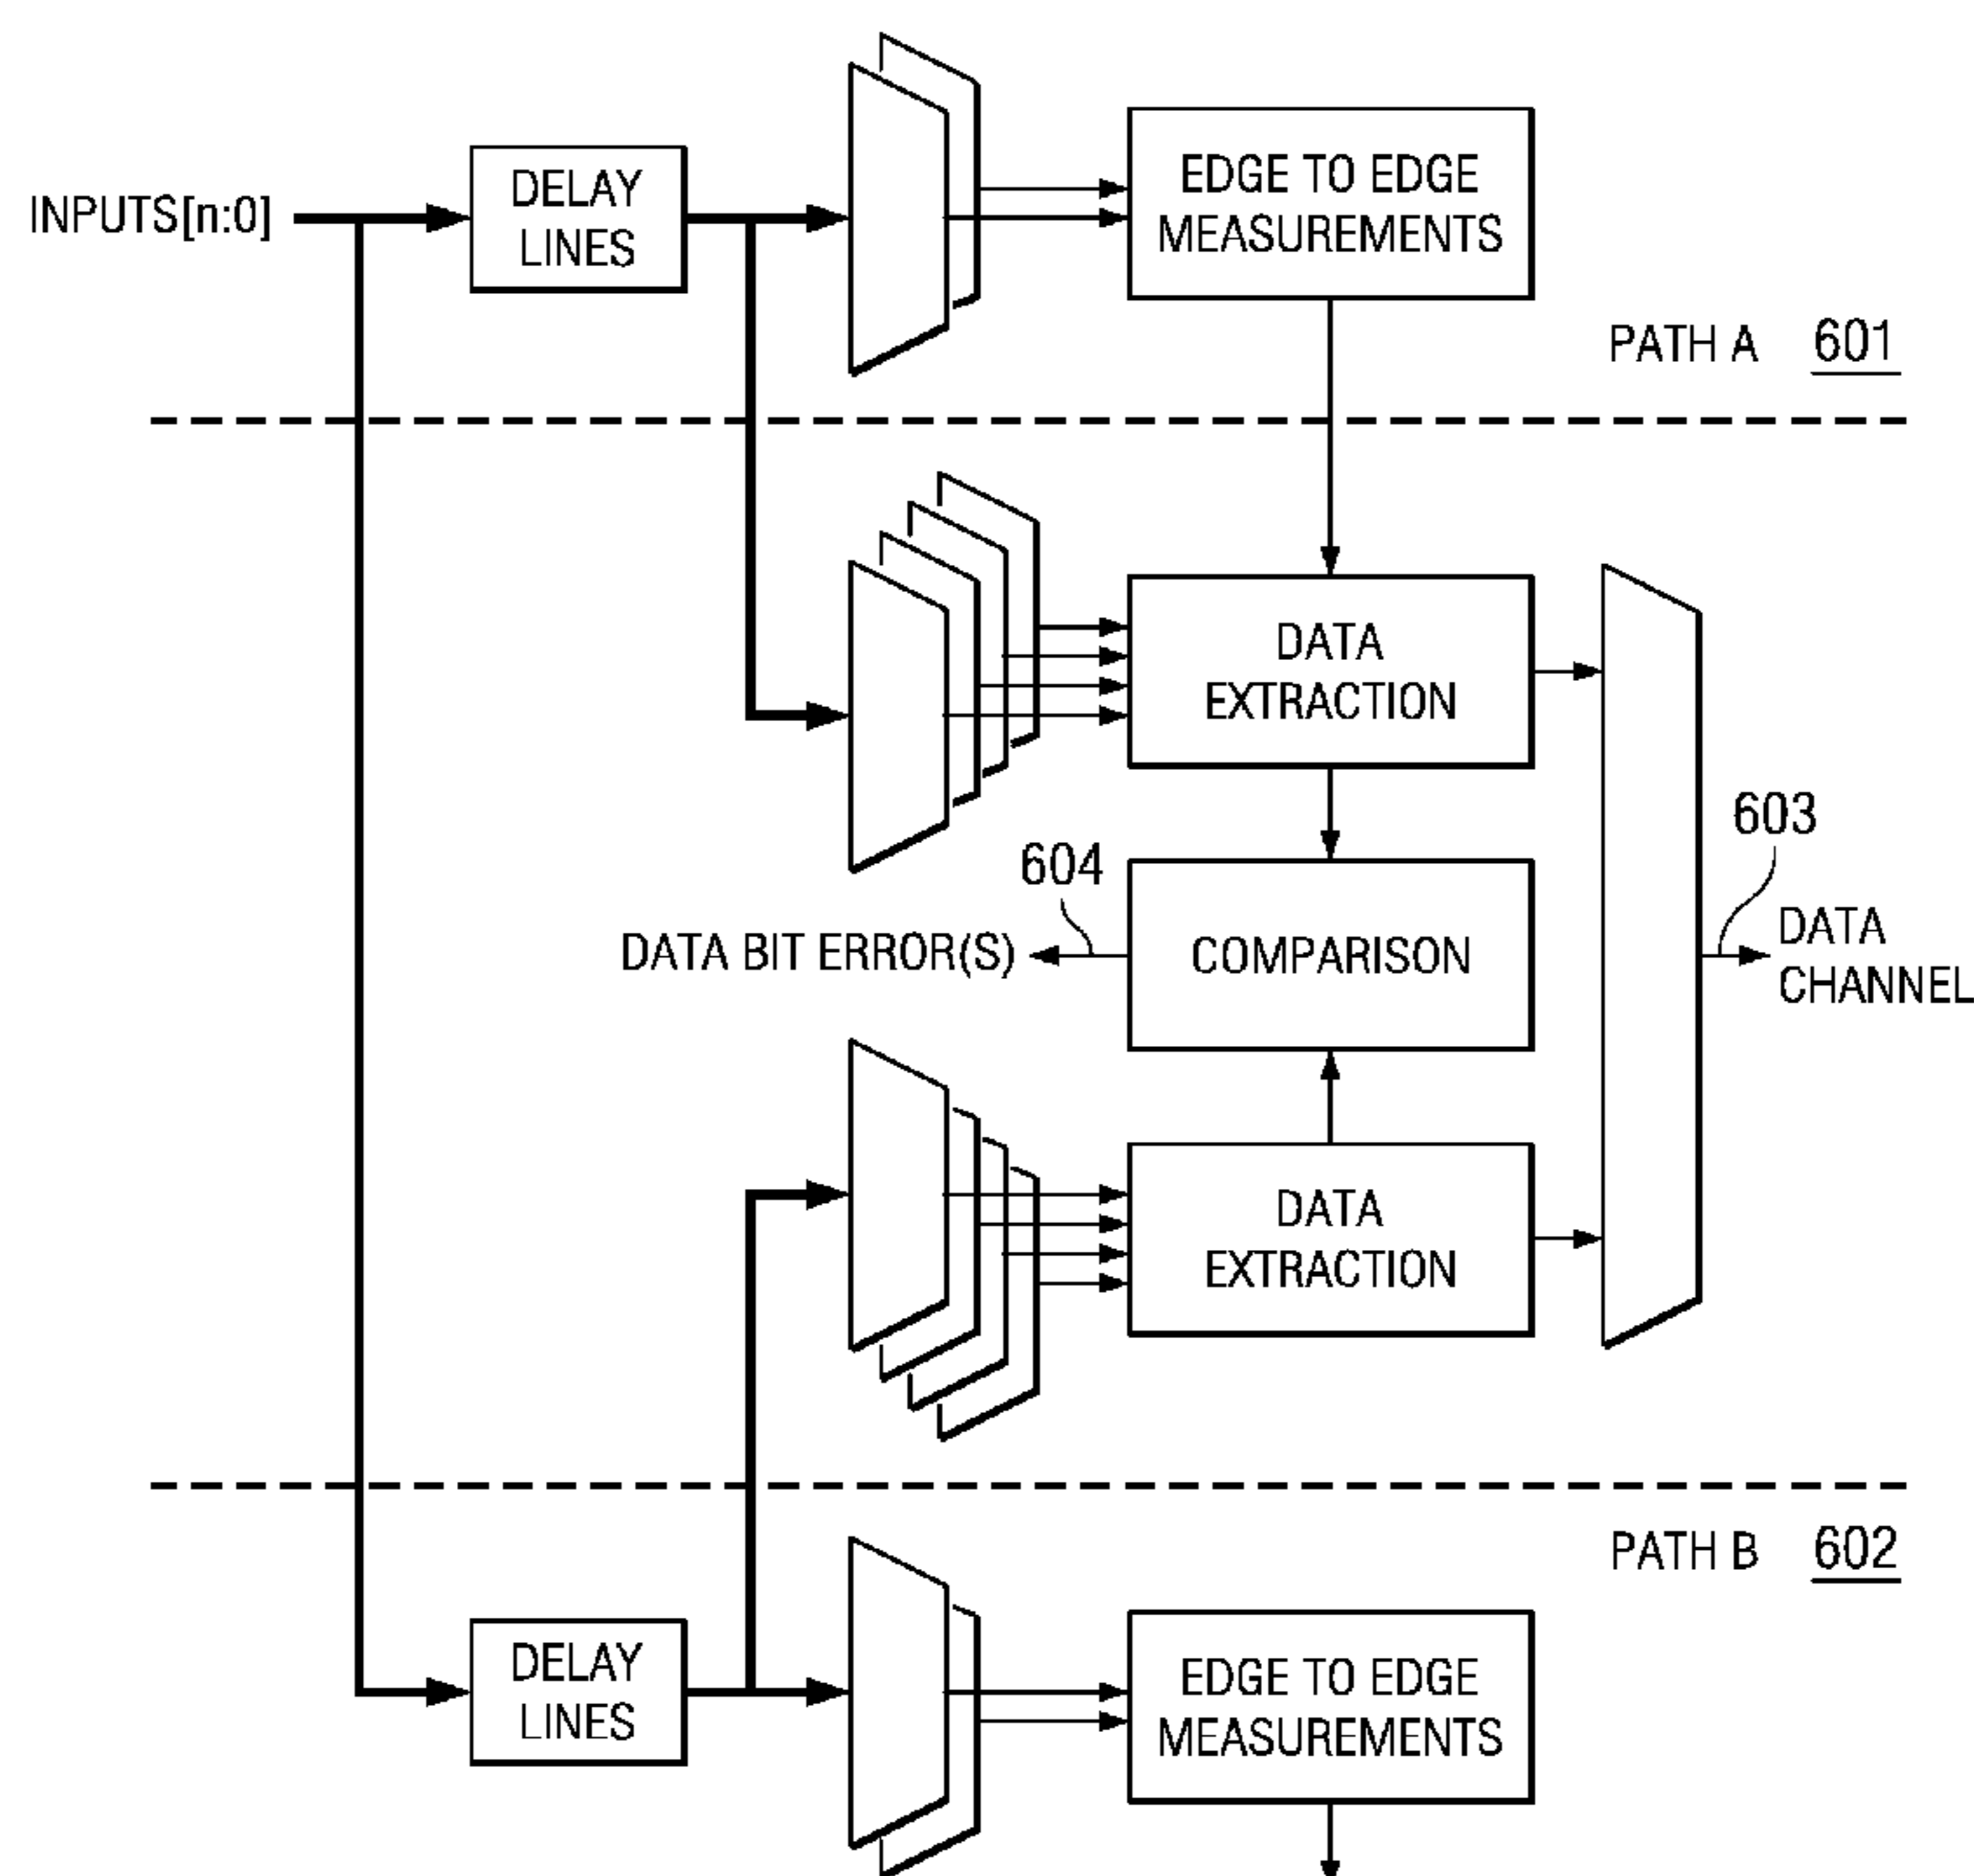 INPUTS[n:0]
DELAY
LINES
EDGE TO EDGE
MEASUREMENTS
PATH A 601
DATA
EXTRACTION
603
604
DATA BIT ERROR(S)
COMPARISON
DATA
CHANNEL
DATA
EXTRACTION
PATH B 602
DELAY
LINES
EDGE TO EDGE
MEASUREMENTS